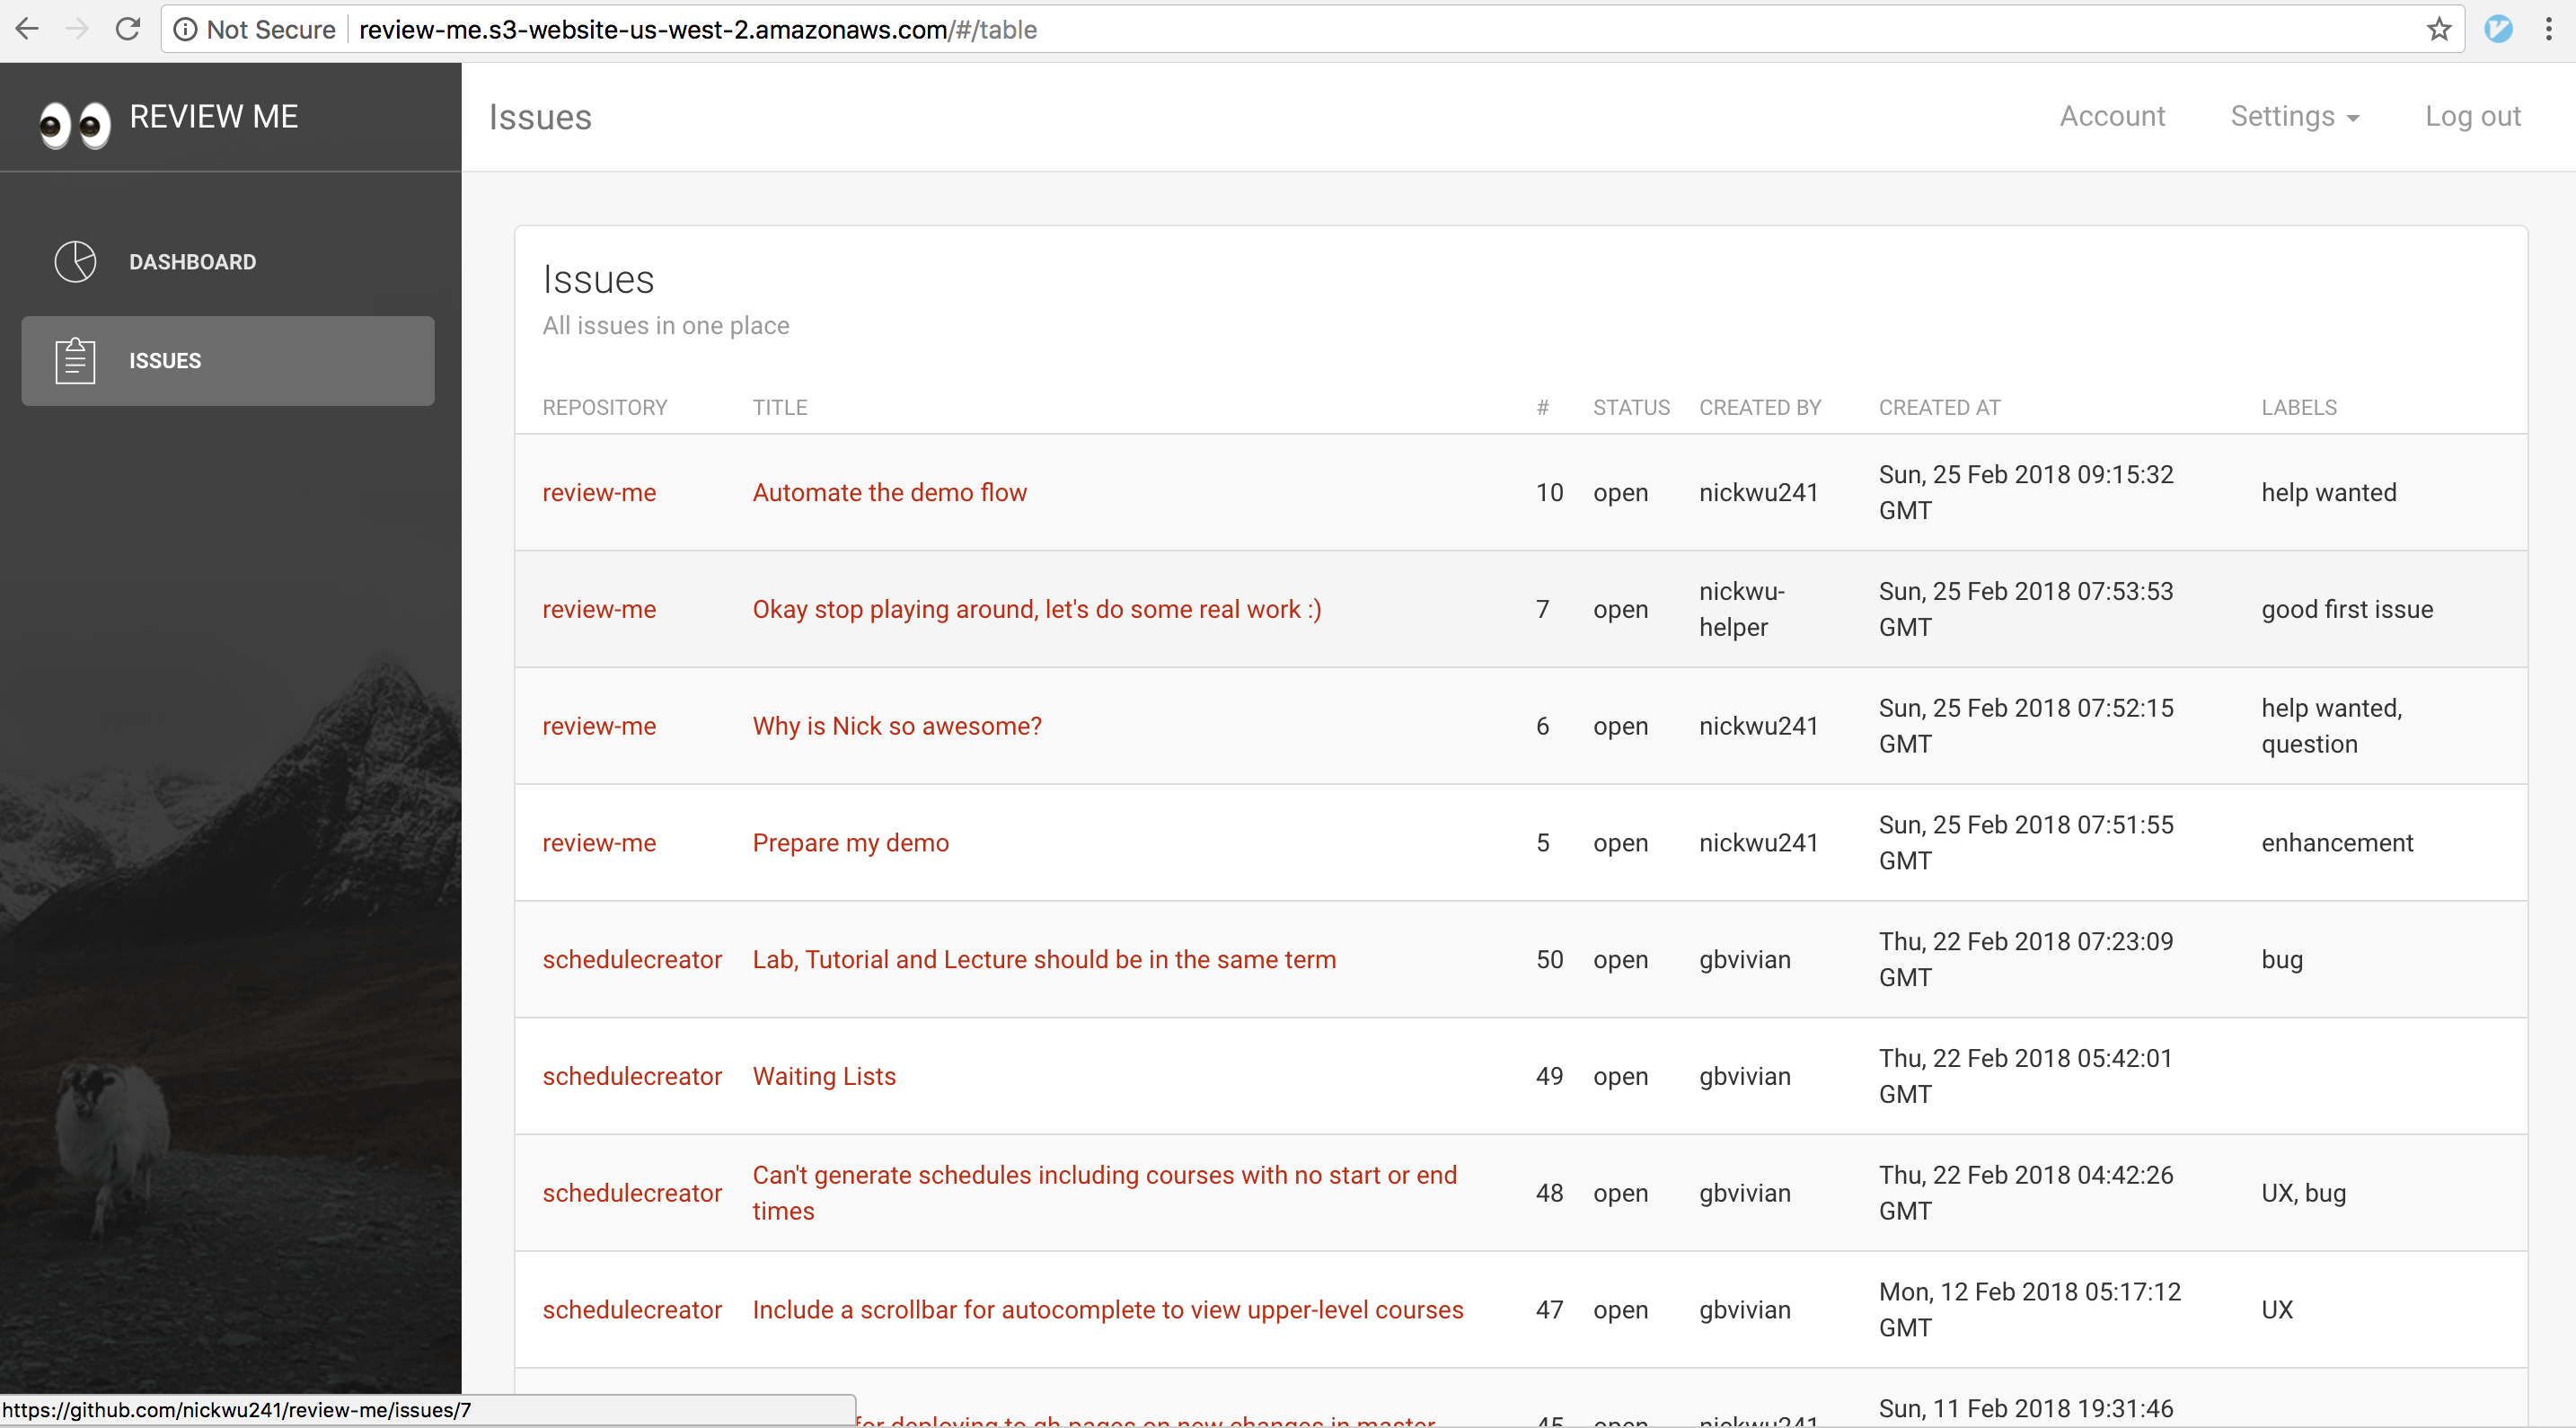 Not Secure review-me.s3-website-us-west-2.amazonaws.com/#/table
REVIEW ME
Issues
Account
Settings
Log out
DASHBOARD
ISSUES
Issues
All issues in one place
REPOSITORY TITLE # STATUS CREATED BY CREATED AT LABELS
review-me Automate the demo flow 10 open nickwu241 Sun, 25 Feb 2018 09:15:32 help wanted
GMT
review-me Okay stop playing around, let's do some real work :) 7 open nickwu- Sun, 25 Feb 2018 07:53:53 good first issue
helper GMT
review-me Why is Nick so awesome? 6 open nickwu241 Sun, 25 Feb 2018 07:52:15 help wanted,
GMT question
review-me Prepare my demo 5 open nickwu241 Sun, 25 Feb 2018 07:51:55 enhancement
GMT
schedulecreator Lab, Tutorial and Lecture should be in the same term 50 open gbvivian Thu, 22 Feb 2018 07:23:09 bug
GMT
schedulecreator Waiting Lists 49 open gbvivian Thu, 22 Feb 2018 05:42:01
GMT
schedulecreator Can't generate schedules including courses with no start or end 48 open gbvivian Thu, 22 Feb 2018 04:42:26 UX, bug
times GMT
schedulecreator Include a scrollbar for autocomplete to view upper-level courses 47 open gbvivian Mon, 12 Feb 2018 05:17:12 UX
GMT
for deploying to gh-pages on new changes in master 45 open nickwu241 Sun, 11 Feb 2018 19:31:46
https://github.com/nickwu241/review-me/issues/7